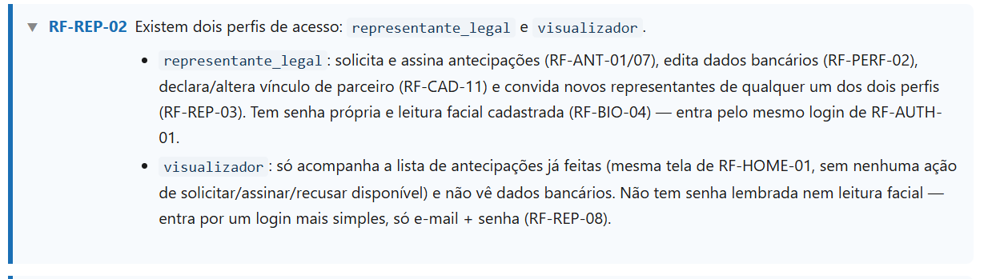 ▼ RF-REP-02 Existem dois perfis de acesso: representante_legal e visualizador.
• representante_legal: solicita e assina antecipações (RF-ANT-01/07), edita dados bancários (RF-PERF-02),
declara/altera vínculo de parceiro (RF-CAD-11) e convida novos representantes de qualquer um dos dois perfis
(RF-REP-03). Tem senha própria e leitura facial cadastrada (RF-BIO-04) — entra pelo mesmo login de RF-AUTH-
01.
• visualizador: só acompanha a lista de antecipações já feitas (mesma tela de RF-HOME-01, sem nenhuma ação
de solicitar/assinar/recusar disponível) e não vê dados bancários. Não tem senha lembrada nem leitura facial —
entra por um login mais simples, só e-mail + senha (RF-REP-08).